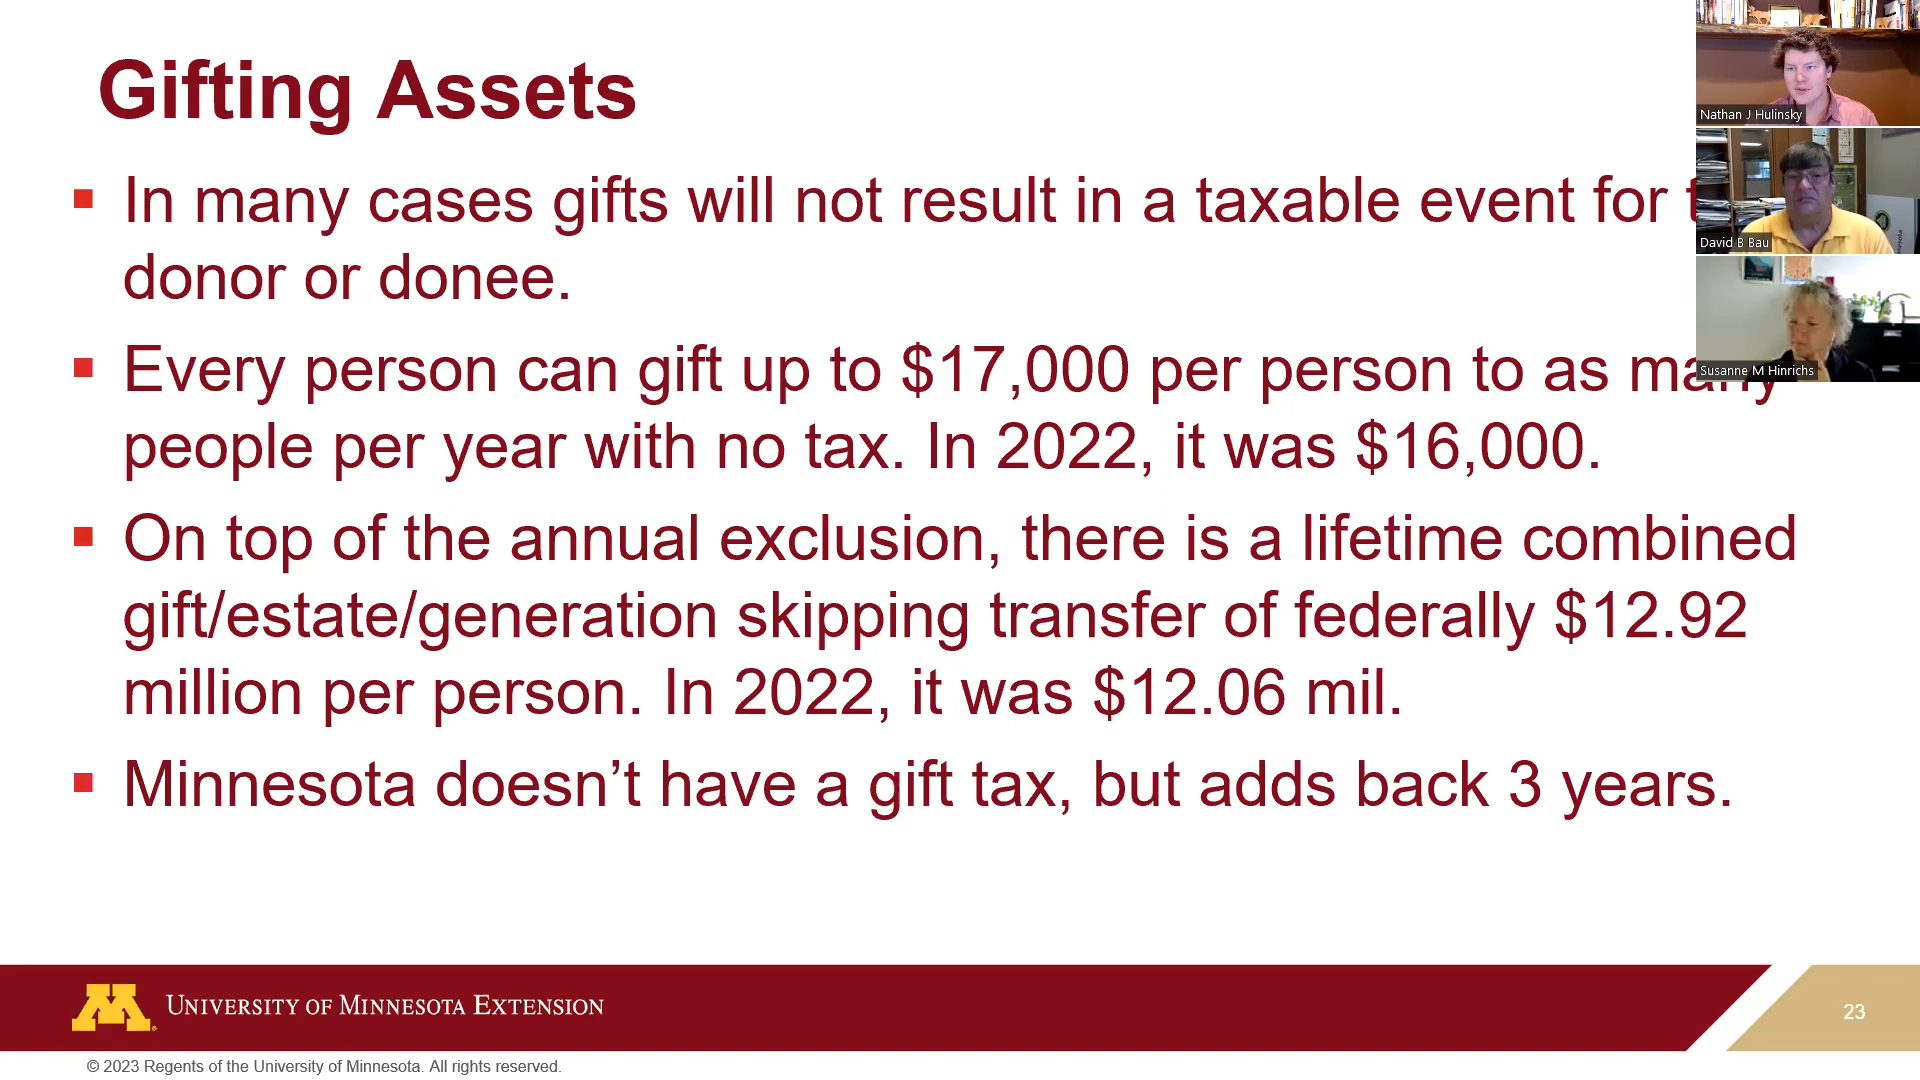 Gifting Assets
In many cases gifts will not result in a taxable event for
donor or donee.
Every person can gift up to $17,000 per person to as many
people per year with no tax. In 2022, it was $16,000.
On top of the annual exclusion, there is a lifetime combined
gift/estate/generation skipping transfer of federally $12.92
million per person. In 2022, it was $12.06 mil.
Minnesota doesn’t have a gift tax, but adds back 3 years.
Nathan J Hulinsky
David B Bau
Susanne M Hinrichs
M
UNIVERSITY OF MINNESOTA EXTENSION
23
© 2023 Regents of the University of Minnesota. All rights reserved.